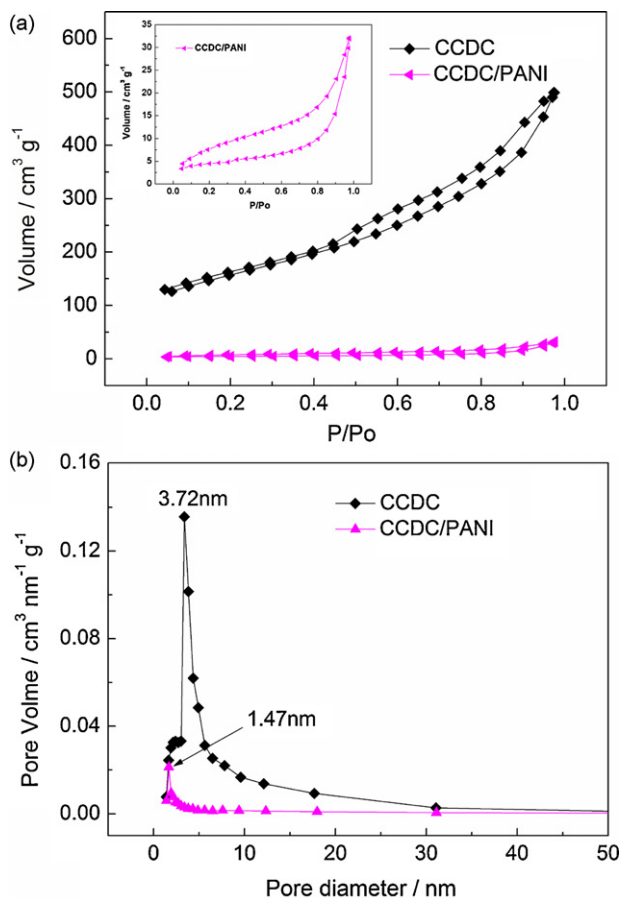 (a)
Volume / cm³ g⁻¹
600
500
400
300
200
100
0
0.0 0.2 0.4 0.6 0.8 1.0
P/Po
CCDC
CCDC/PANI
Volume / cm³ g⁻¹
35
30
25
20
15
10
5
0
0.0 0.2 0.4 0.6 0.8 1.0
P/Po
CCDC/PANI
(b)
Pore Volme / cm³ nm⁻¹ g⁻¹
0.16
0.12
0.08
0.04
0.00
0 10 20 30 40 50
Pore diameter / nm
3.72nm
1.47nm
CCDC
CCDC/PANI